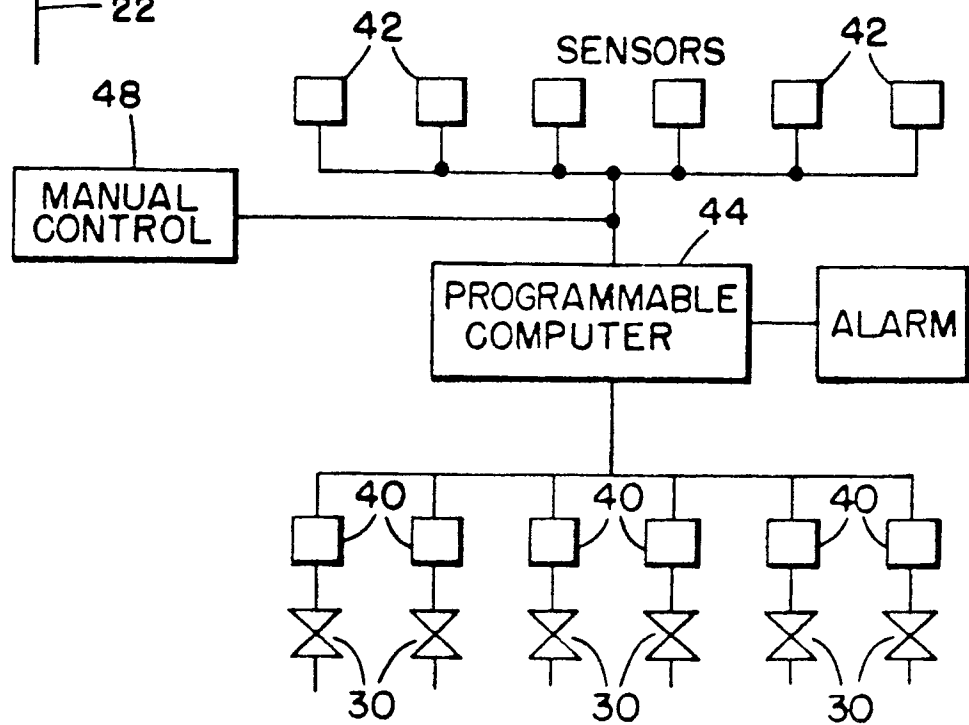 22
42
SENSORS
42
48
MANUAL
CONTROL
44
PROGRAMMABLE
COMPUTER
ALARM
40
40
40
30
30
30